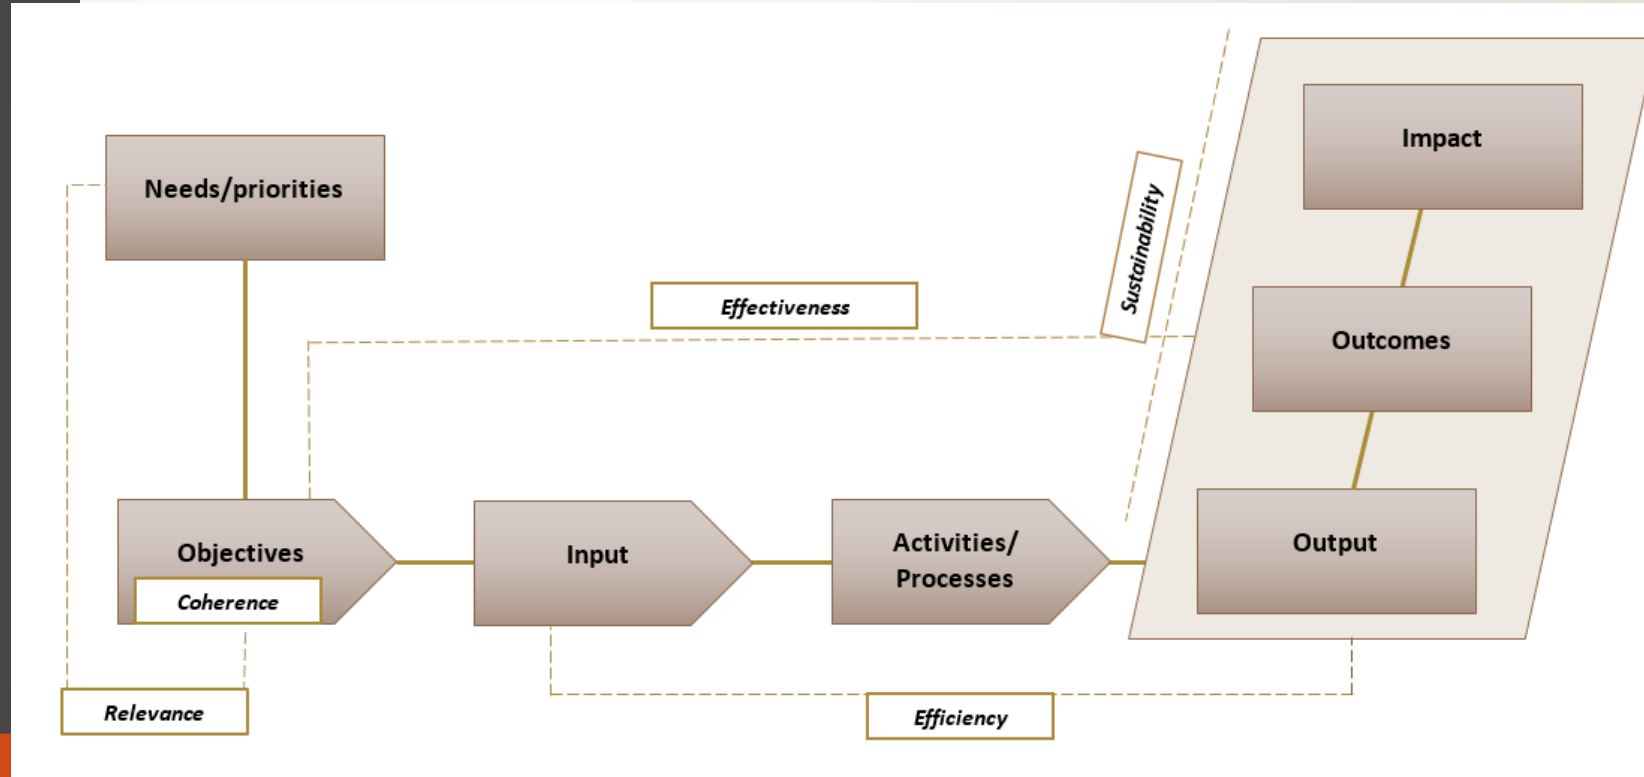 Impact
Needs/priorities
Sustainability
Effectiveness
Outcomes
Objectives
Coherence
Input
Activities/
Processes
Output
Relevance
Efficiency